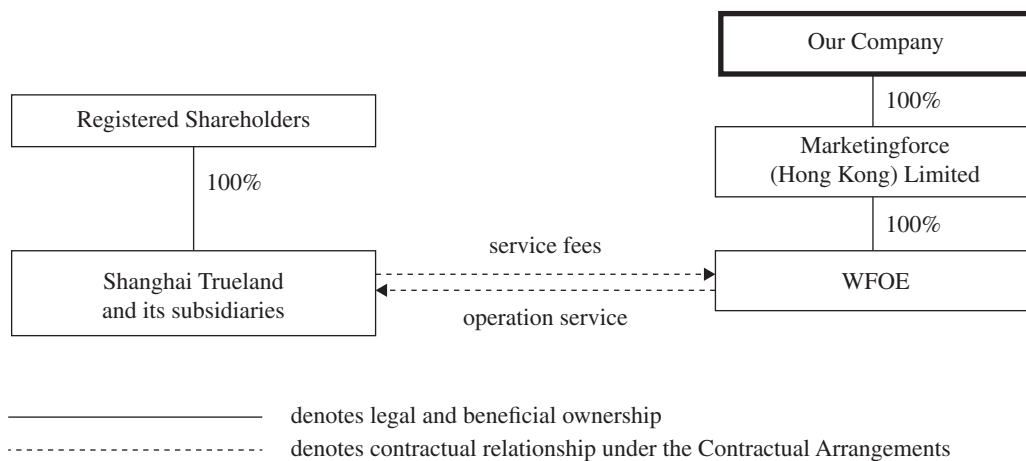 Our Company
100%
Registered Shareholders
Marketingforce
(Hong Kong) Limited
100%
100%
service fees
Shanghai Trueland
and its subsidiaries
WFOE
operation service
denotes legal and beneficial ownership
denotes contractual relationship under the Contractual Arrangements